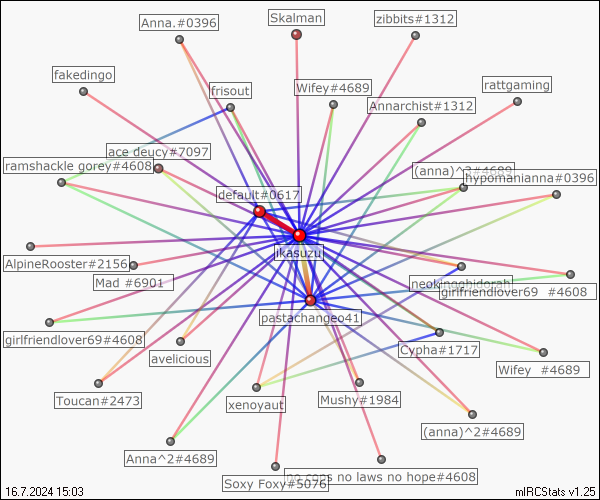 Skalman
zibbits#1312
Anna.#0396
fakedingo
frisout
Wifey#4689
Annarchist#1312
rattgaming
ace deucy#7097
ramshackle gorey#4608
(anna)^2#4689
hypomanianna#0396
default#0617
jkasuzu
AlpineRooster#2156
Mad #6901
neokingghidorah
girlfriendlover69 #4608
pastachangeo41
girlfriendlover69#4608
avelicious
Cypha#1717
Wifey #4689
Toucan#2473
xenoyaut
Mushy#1984
(anna)^2#4689
Anna^2#4689
Soxy Foxy#5076
no cops no laws no hope#4608
16.7.2024 15:03
mIRCStats v1.25